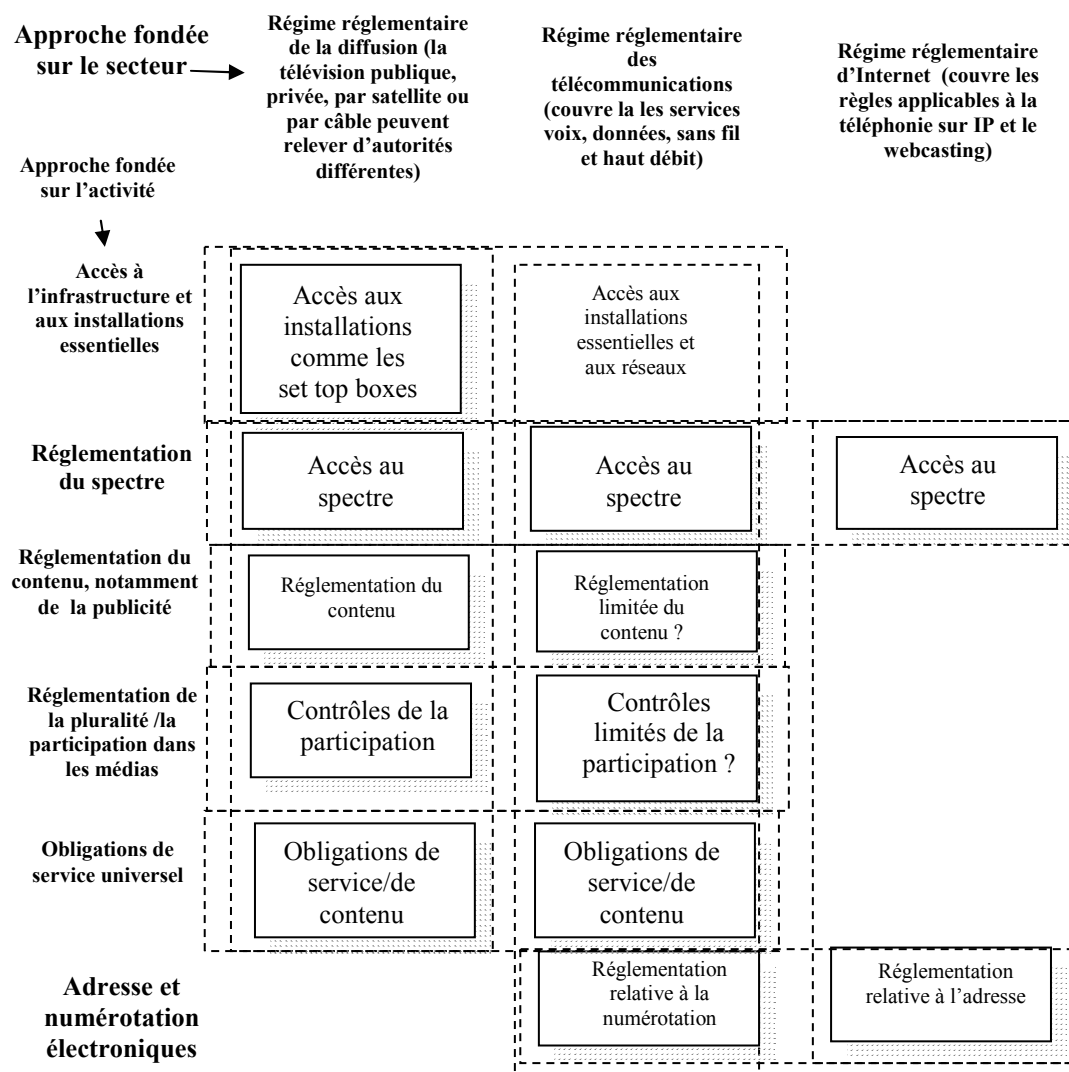 Approche fondée
sur le secteur
Régime réglementaire
de la diffusion (la
télévision publique,
privée, par satellite ou
par câble peuvent
relever d'autorités
différentes)
Régime réglementaire
des
télécommunications
(couvre la les services
voix, données, sans fil
et haut débit)
Régime réglementaire
d'Internet (couvre les
règles applicables à la
téléphonie sur IP et le
webcasting)
Approche fondée
sur l'activité
Accès à
l'infrastructure et
aux installations
essentielles
Accès aux
installations
comme les
set top boxes
Accès aux
installations
essentielles et
aux réseaux
Réglementation
du spectre
Accès au
spectre
Accès au
spectre
Accès au
spectre
Réglementation du
contenu, notamment
de la publicité
Réglementation du
contenu
Réglementation
limitée du
contenu ?
Réglementation de
la pluralité /la
participation dans
les médias
Contrôles de la
participation
Contrôles
limités de la
participation ?
Obligations de
service universel
Obligations de
service/de
contenu
Obligations de
service/de
contenu
Adresse et
numérotation
électroniques
Réglementation
relative à la
numérotation
Réglementation
relative à l'adresse